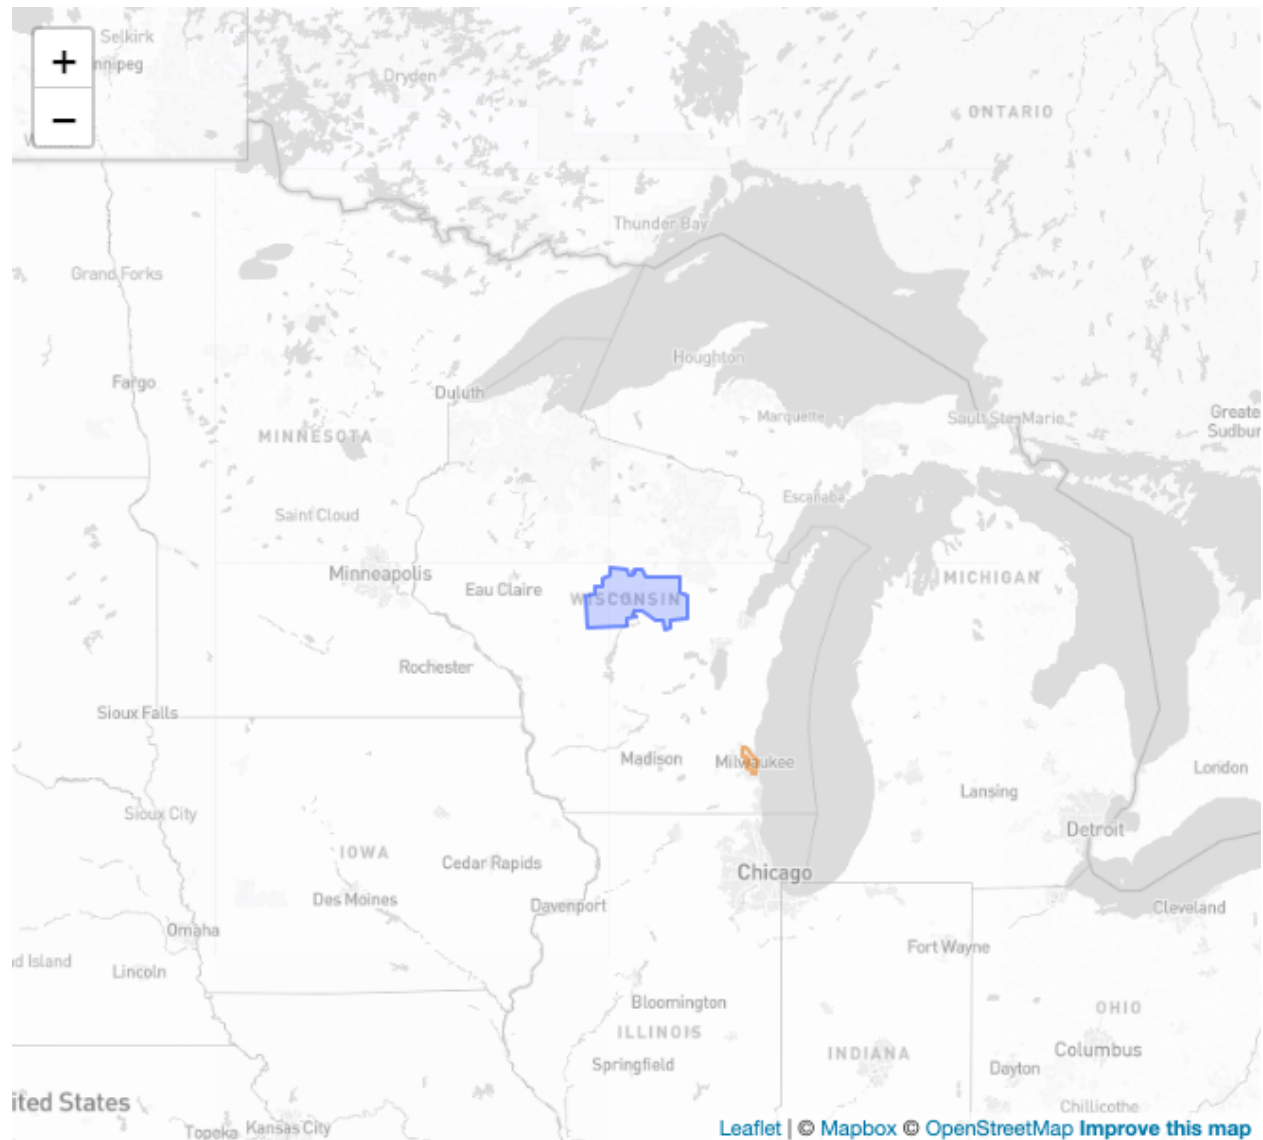 Selkirk
+
nnipeg
Dryden
−
ONTARIO
Thunder Bay
Grand Forks
Houghton
Fargo
Duluth
Marquette
Sault Ste. Marie
Greate
Sudbur
MINNESOTA
Escanaba
Saint Cloud
Minneapolis
Eau Claire
WISCONSIN
MICHIGAN
Rochester
Sioux Falls
Madison
Milwaukee
London
Lansing
Sioux City
Detroit
IOWA
Cedar Rapids
Chicago
Des Moines
Davenport
Cleveland
Omaha
Fort Wayne
d Island
Lincoln
Bloomington
OHIO
ILLINOIS
Columbus
INDIANA
Springfield
Dayton
ited States
Chillicothe
Topeka
Kansas City
Leaflet | © Mapbox © OpenStreetMap Improve this map